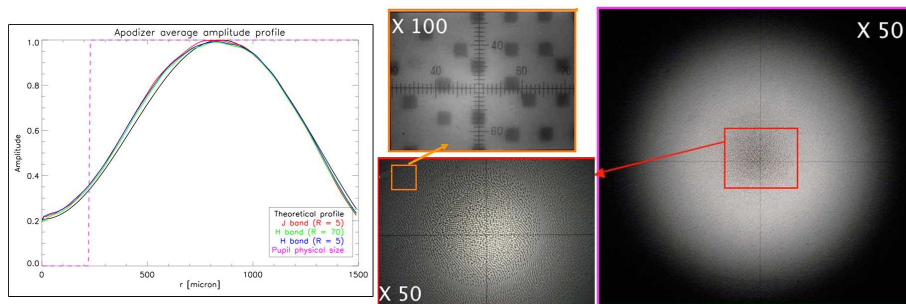 Apodizer average amplitude profile
1.0
0.8
0.6
0.4
0.2
0.0
Amplitude
0
500
1000
1500
r [micron]
Theoretical profile
J band (R = 5)
H band (R = 70)
H band (R = 5)
Pupil physical size
X 100
40
40
60
60
X 50
X 50